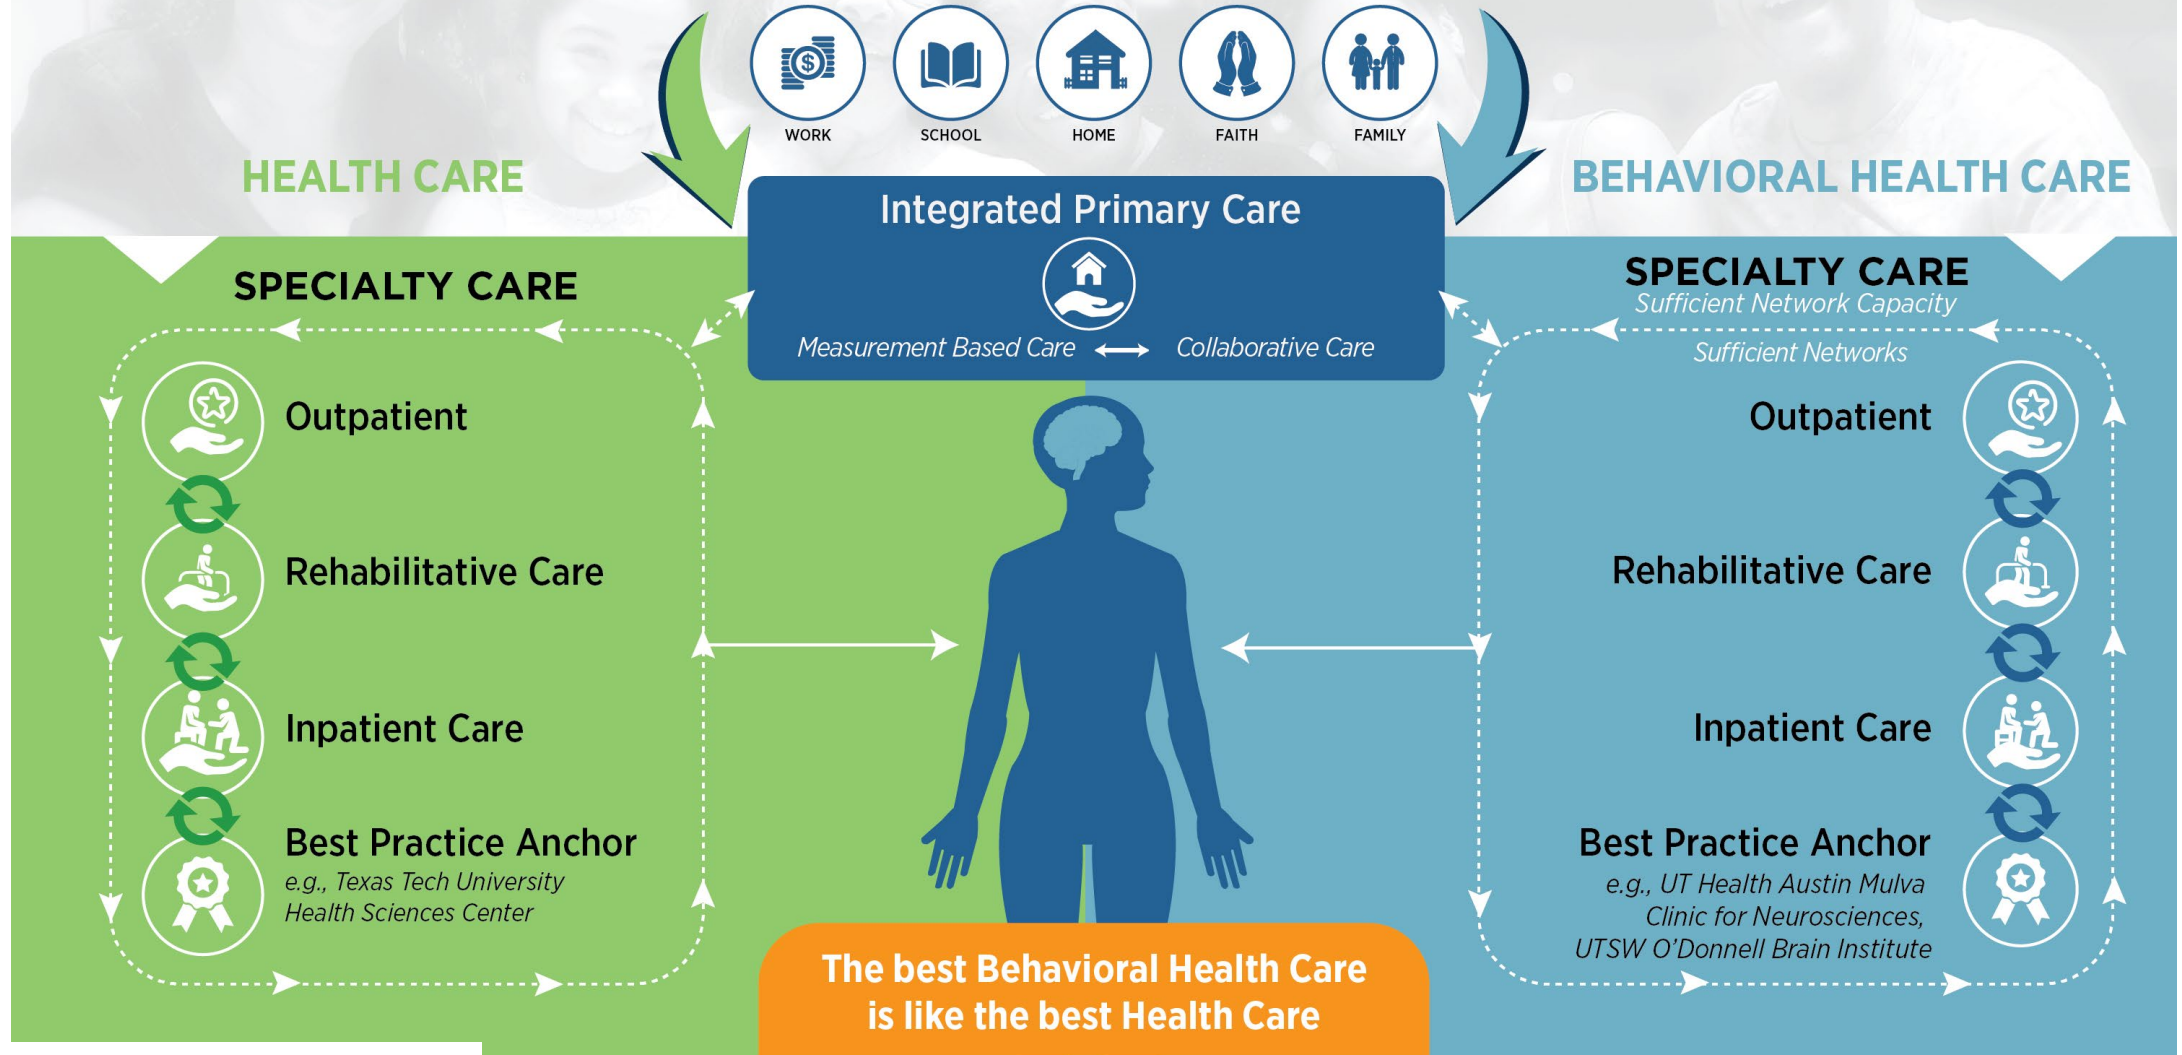 WORK
SCHOOL
HOME
FAITH
FAMILY
HEALTH CARE
BEHAVIORAL HEALTH CARE
Integrated Primary Care
Measurement Based Care
Collaborative Care
SPECIALTY CARE
Outpatient
Rehabilitative Care
Inpatient Care
Best Practice Anchor
e.g., Texas Tech University
Health Sciences Center
SPECIALTY CARE
Sufficient Network Capacity
Sufficient Networks
Outpatient
Rehabilitative Care
Inpatient Care
Best Practice Anchor
e.g., UT Health Austin Mulva
Clinic for Neurosciences,
UTSW O'Donnell Brain Institute
The best Behavioral Health Care
is like the best Health Care